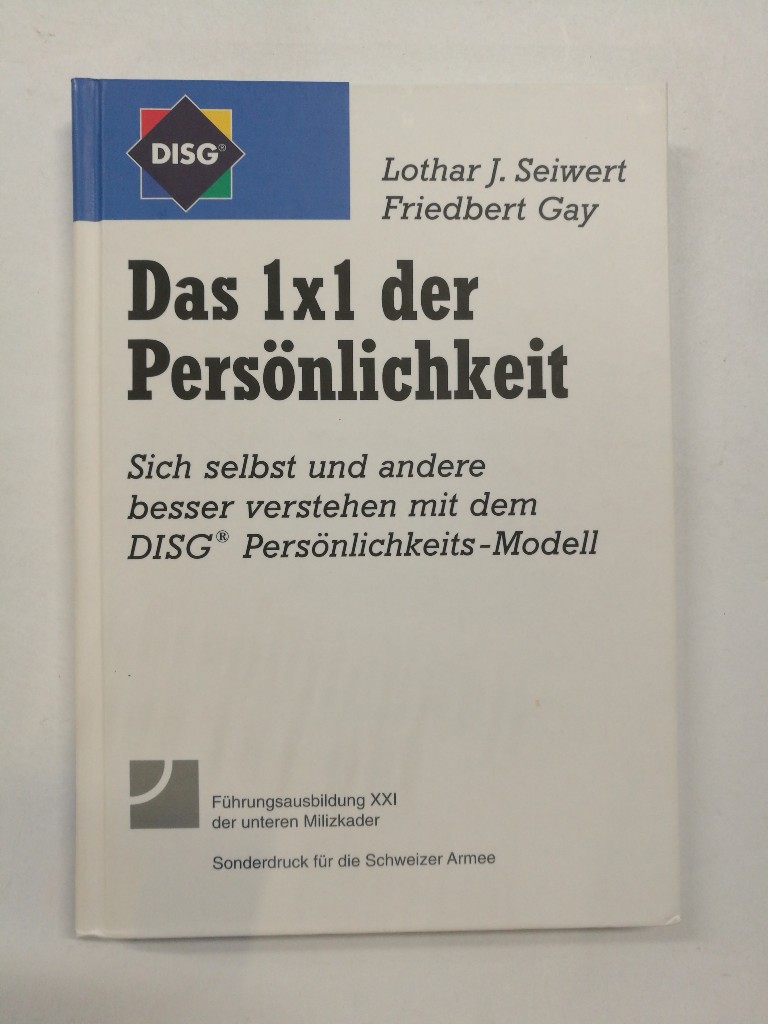 DISG®
Lothar J. Seiwert
Friedbert Gay
Das 1x1 der
Persönlichkeit
Sich selbst und andere
besser verstehen mit dem
DISG® Persönlichkeits-Modell
Führungsausbildung XXI
der unteren Milizkader
Sonderdruck für die Schweizer Armee